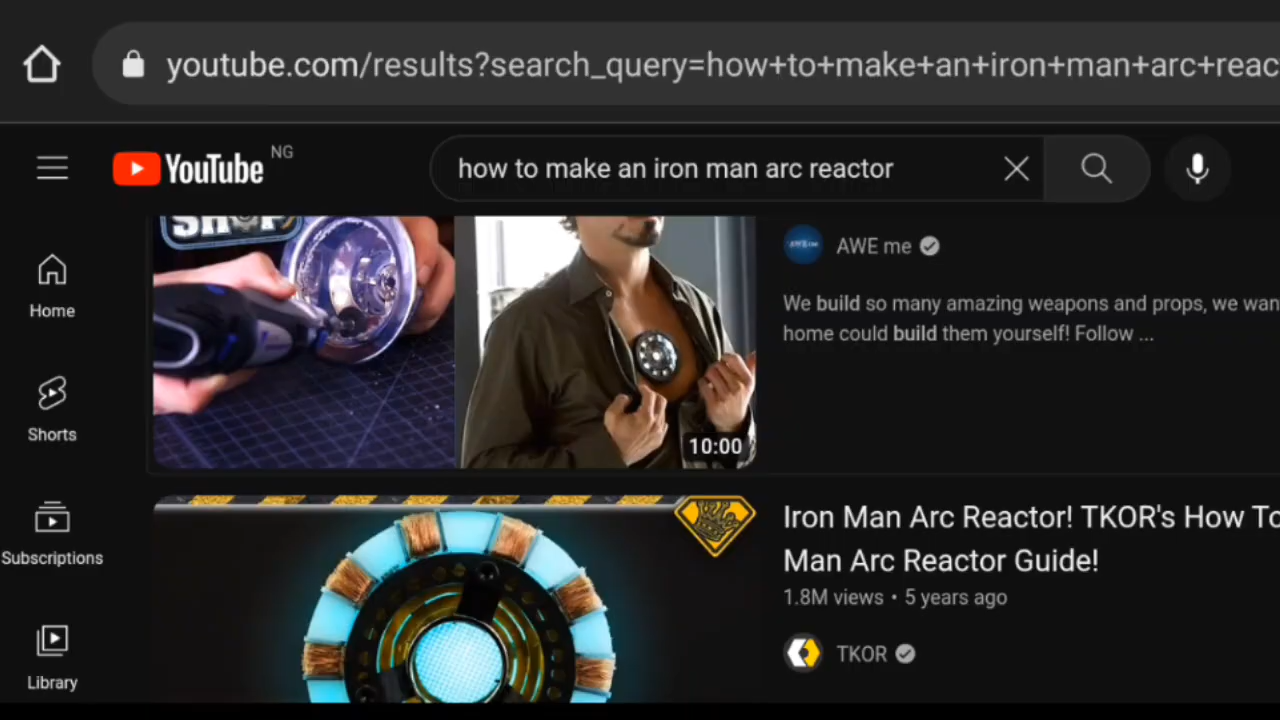 youtube.com/results?search_query=how+to+make+an+iron+man+arc+reac
YouTube NG
how to make an iron man arc reactor
SHOP
AWE me
We build so many amazing weapons and props, we wan
home could build them yourself! Follow ...
10:00
Home
Shorts
Subscriptions
Library
Iron Man Arc Reactor! TKOR's How To
Man Arc Reactor Guide!
1.8M views • 5 years ago
TKOR